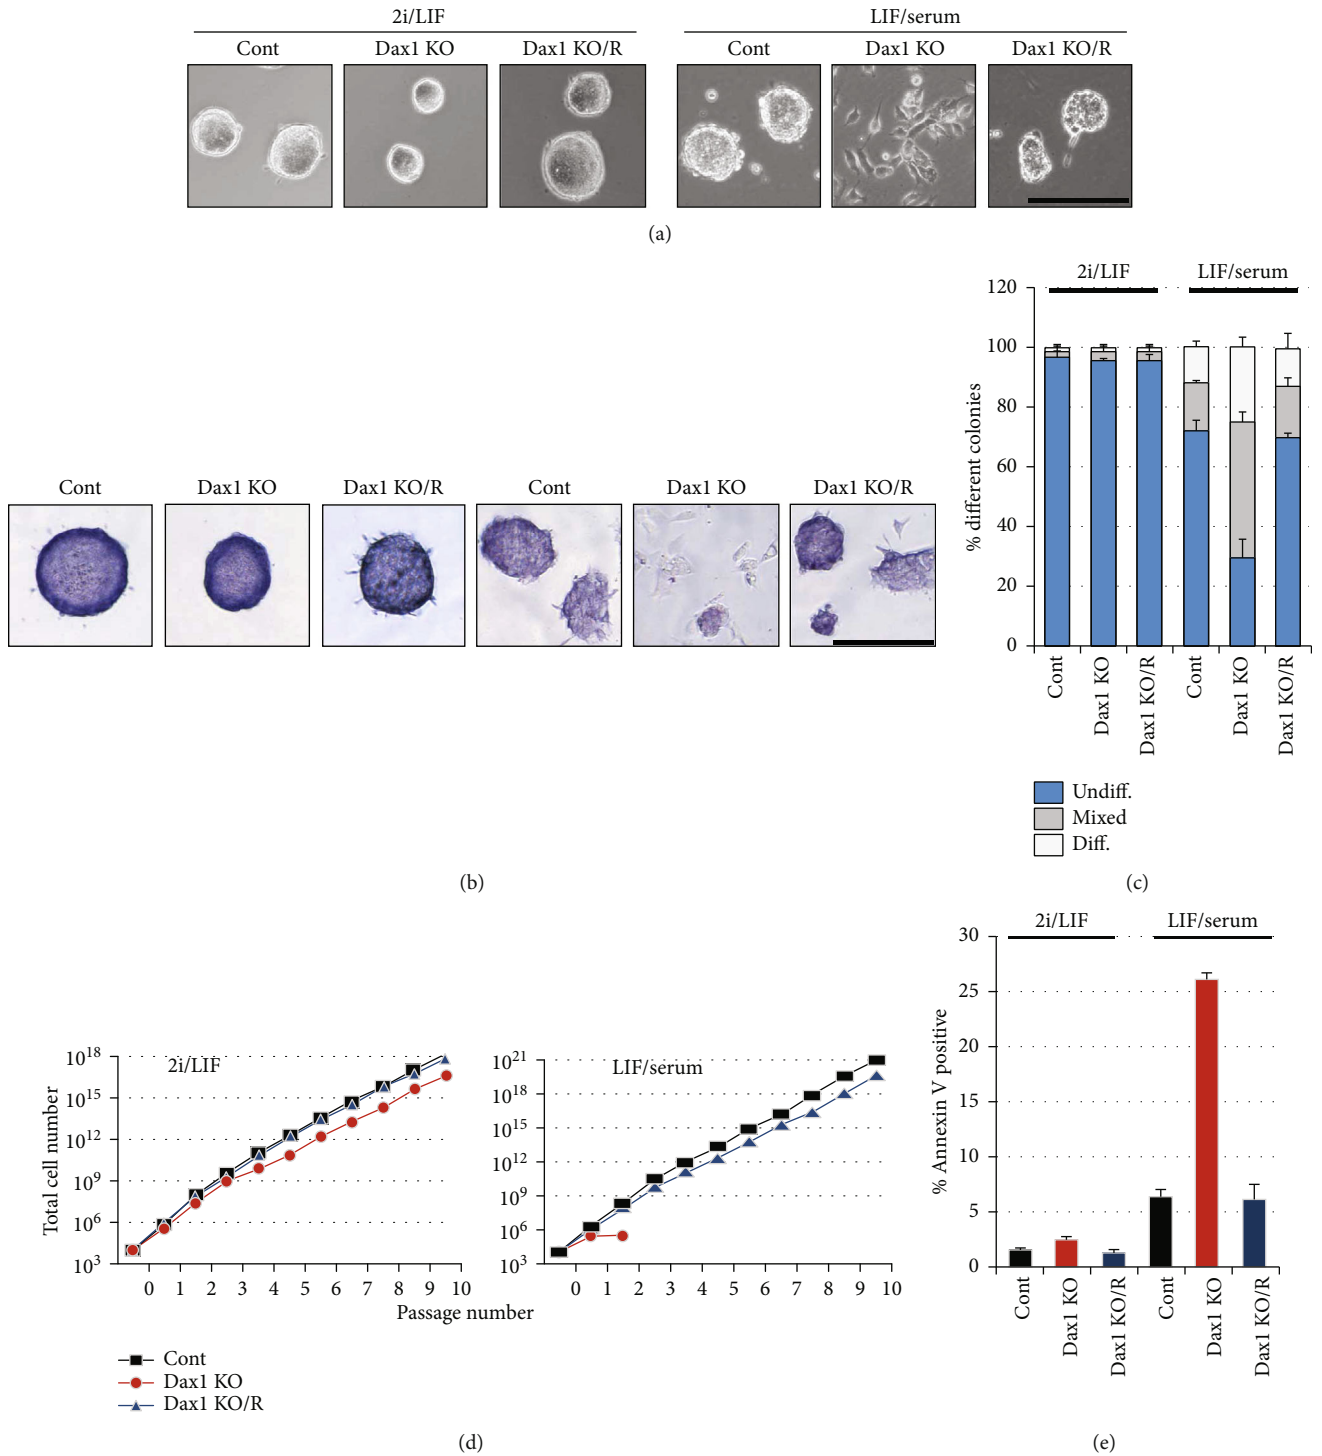 2i/LIF
LIF/serum
Cont
Dax1 KO
Dax1 KO/R
Cont
Dax1 KO
Dax1 KO/R
(a)
Cont
Dax1 KO
Dax1 KO/R
Cont
Dax1 KO
Dax1 KO/R
(b)
2i/LIF
LIF/serum
120
100
80
60
40
20
0
% different colonies
Cont
Dax1 KO
Dax1 KO/R
Cont
Dax1 KO
Dax1 KO/R
Undiff.
Mixed
Diff.
(c)
2i/LIF
10^18
10^15
10^12
10^9
10^6
10^3
Total cell number
0 1 2 3 4 5 6 7 8 9 10
LIF/serum
10^21
10^18
10^15
10^12
10^9
10^6
10^3
0 1 2 3 4 5 6 7 8 9 10
Passage number
Cont
Dax1 KO
Dax1 KO/R
(d)
2i/LIF
LIF/serum
30
25
20
15
10
5
0
% Annexin V positive
Cont
Dax1 KO
Dax1 KO/R
Cont
Dax1 KO
Dax1 KO/R
(e)